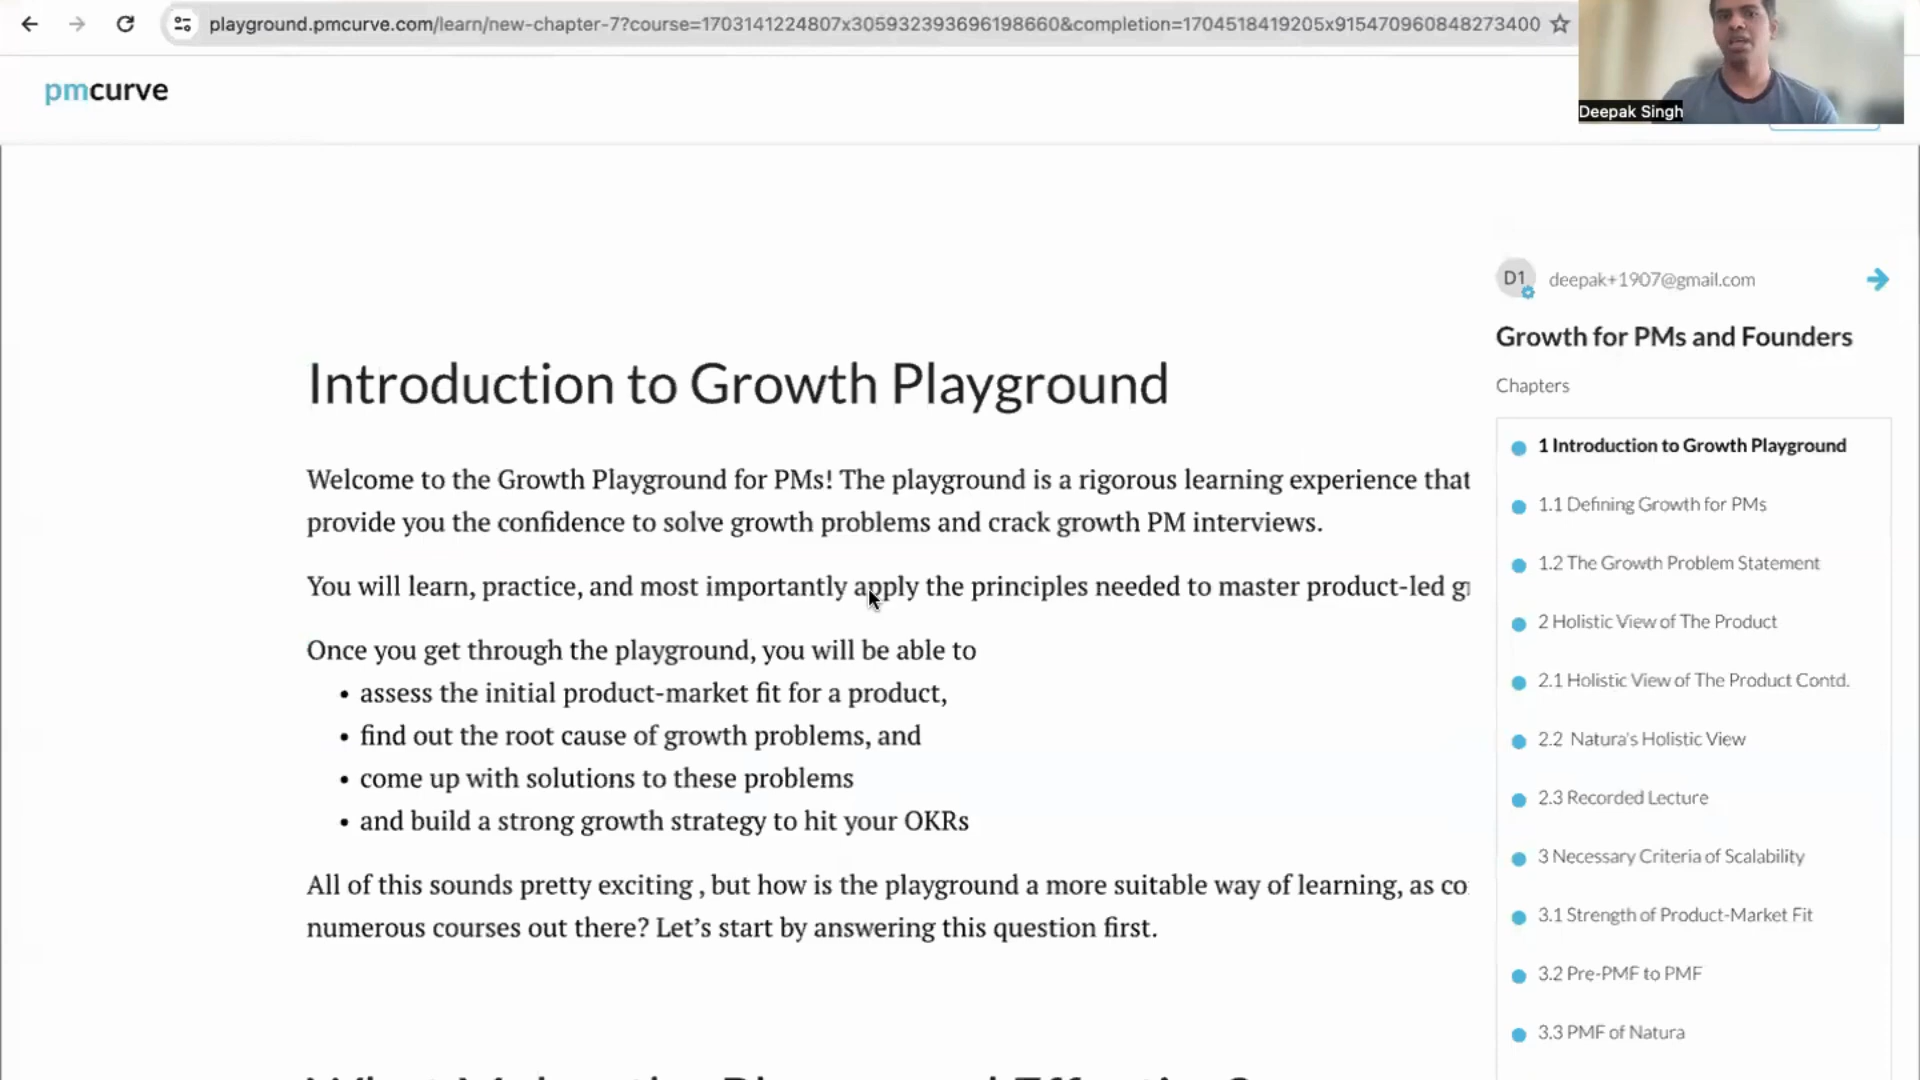 playground.pmcurve.com/learn/new-chapter-7?course=1703141224807x305932393696198660&completion=1704518419205x915470960848273400
pmcurve
Deepak Singh
D1 deepak+1907@gmail.com
Growth for PMs and Founders
Chapters
1 Introduction to Growth Playground
1.1 Defining Growth for PMs
1.2 The Growth Problem Statement
2 Holistic View of The Product
2.1 Holistic View of The Product Contd.
2.2 Natura's Holistic View
2.3 Recorded Lecture
3 Necessary Criteria of Scalability
3.1 Strength of Product-Market Fit
3.2 Pre-PMF to PMF
3.3 PMF of Natura
Introduction to Growth Playground
Welcome to the Growth Playground for PMs! The playground is a rigorous learning experience that
provide you the confidence to solve growth problems and crack growth PM interviews.
You will learn, practice, and most importantly apply the principles needed to master product-led
Once you get through the playground, you will be able to
• assess the initial product-market fit for a product,
• find out the root cause of growth problems, and
• come up with solutions to these problems
• and build a strong growth strategy to hit your OKRs
All of this sounds pretty exciting , but how is the playground a more suitable way of learning, as co
numerous courses out there? Let's start by answering this question first.